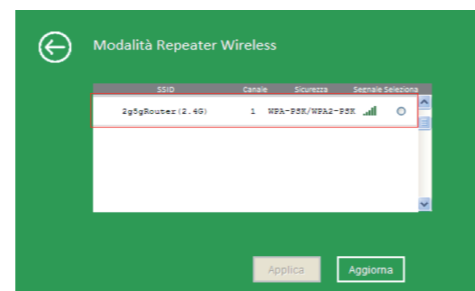 Modalità Repeater Wireless
SSID Canale Sicurezza Segnale Seleziona
2g5gRouter(2.4G) 1 WPA-PSK/WPA2-PSK
Applica Aggiorna